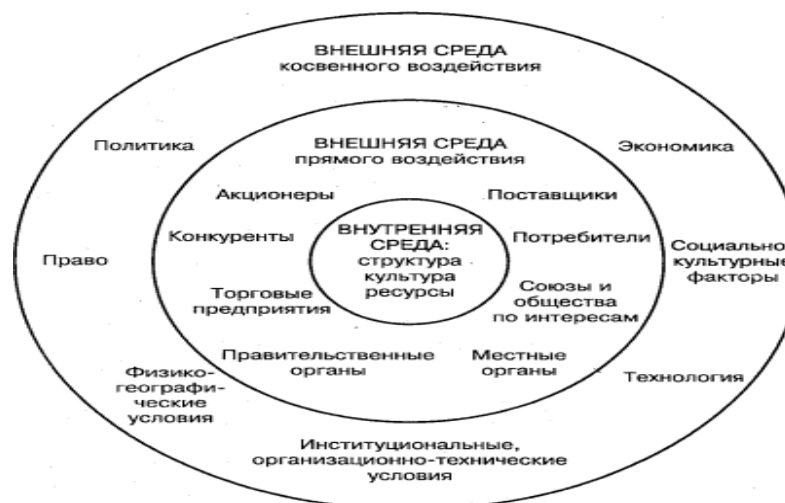 ВНЕШНЯЯ СРЕДА
косвенного воздействия
Политика
Экономика
ВНЕШНЯЯ СРЕДА
прямого воздействия
Акционеры
Поставщики
Конкуренты
ВНУТРЕННЯЯ
СРЕДА:
структура
культура
ресурсы
Потребители
Право
Социально-
культурные
факторы
Торговые
предприятия
Союзы и
общества
по интересам
Правительственные
органы
Местные
органы
Физико-
географи-
ческие
условия
Технология
Институциональные,
организационно-технические
условия